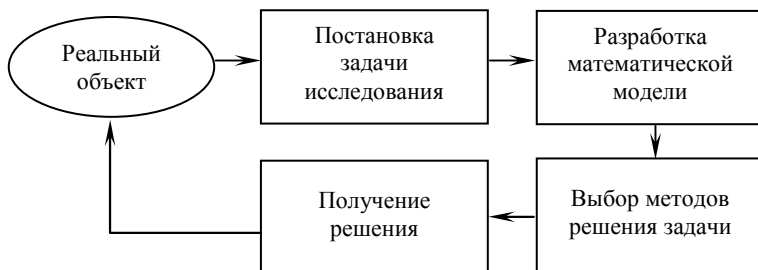 Реальный
объект
Постановка
задачи
исследования
Разработка
математической
модели
Выбор методов
решения задачи
Получение
решения